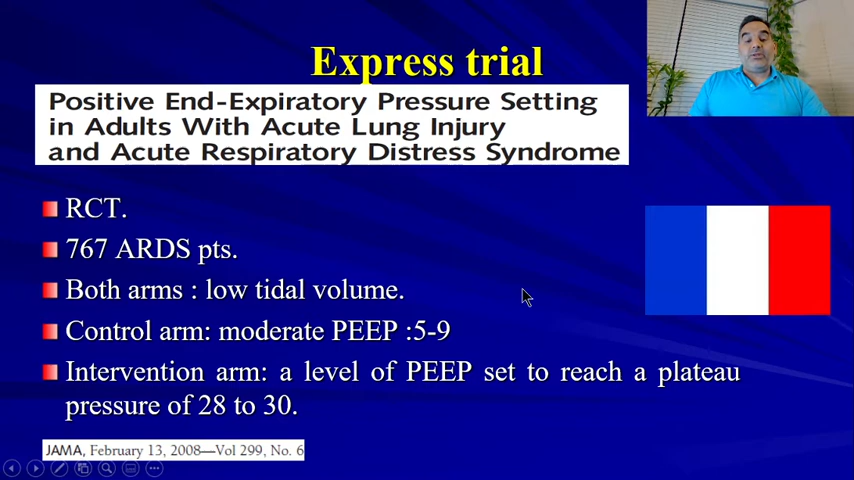 Express trial
Positive End-Expiratory Pressure Setting
in Adults With Acute Lung Injury
and Acute Respiratory Distress Syndrome
RCT.
767 ARDS pts.
Both arms : low tidal volume.
Control arm: moderate PEEP :5-9
Intervention arm: a level of PEEP set to reach a plateau
pressure of 28 to 30.
JAMA, February 13, 2008—Vol 299, No. 6